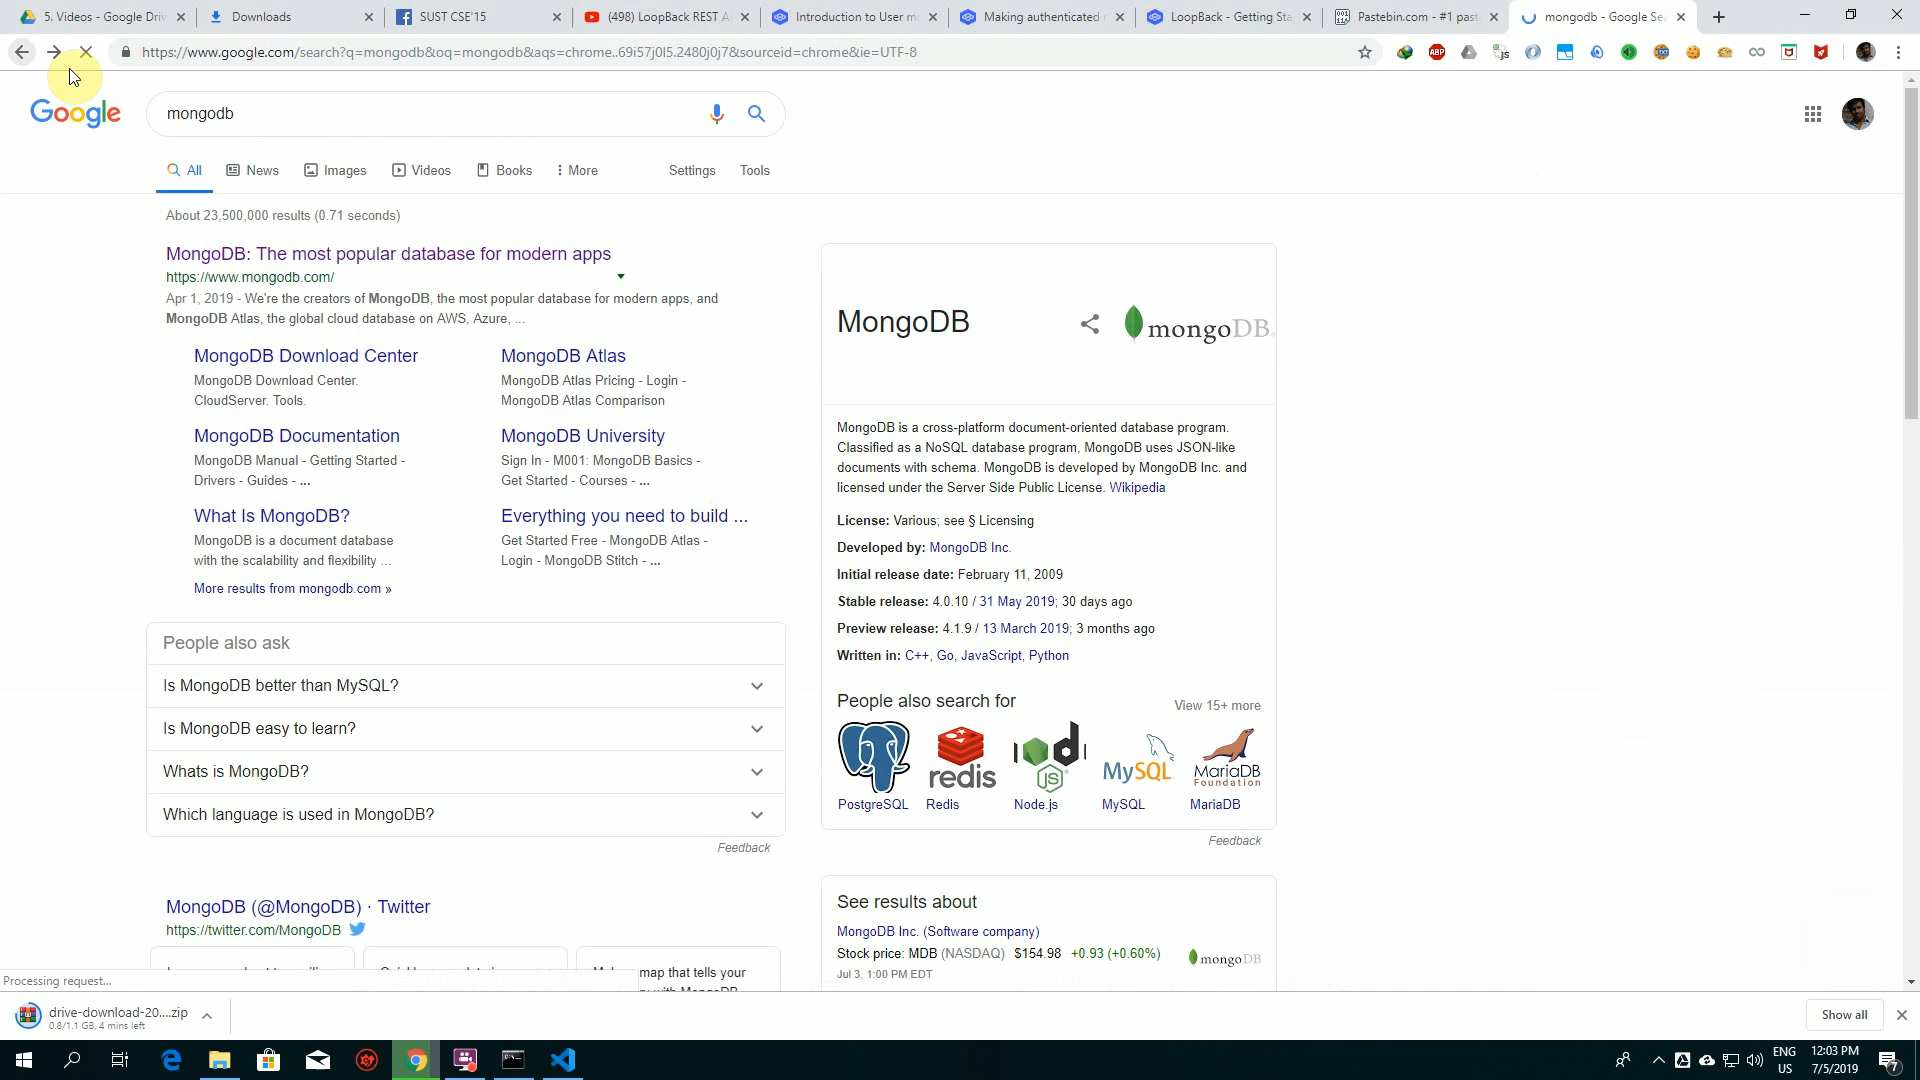 5. Videos - Google Dri
Downloads
SUST CSE'15
(498) LoopBack REST A
Introduction to User m
Making authenticated
LoopBack - Getting Sta
Pastebin.com - #1 past
mongodb - Google Se
https://www.google.com/search?q=mongodb&oq=mongodb&aqs=chrome..69i57j0l5.2480j0j7&sourceid=chrome&ie=UTF-8
Google
mongodb
All
News
Images
Videos
Books
More
Settings
Tools
About 23,500,000 results (0.71 seconds)
MongoDB: The most popular database for modern apps
https://www.mongodb.com/
Apr 1, 2019 - We're the creators of MongoDB, the most popular database for modern apps, and
MongoDB Atlas, the global cloud database on AWS, Azure, ...
MongoDB Download Center
MongoDB Download Center.
CloudServer. Tools.
MongoDB Atlas
MongoDB Atlas Pricing - Login -
MongoDB Atlas Comparison
MongoDB Documentation
MongoDB Manual - Getting Started -
Drivers - Guides - ...
MongoDB University
Sign In - M001: MongoDB Basics -
Get Started - Courses - ...
What Is MongoDB?
MongoDB is a document database
with the scalability and flexibility ...
Everything you need to build ...
Get Started Free - MongoDB Atlas -
Login - MongoDB Stitch - ...
More results from mongodb.com »
People also ask
Is MongoDB better than MySQL?
Is MongoDB easy to learn?
Whats is MongoDB?
Which language is used in MongoDB?
Feedback
MongoDB (@MongoDB) · Twitter
https://twitter.com/MongoDB
map that tells your
MongoDB
mongoDB
MongoDB is a cross-platform document-oriented database program.
Classified as a NoSQL database program, MongoDB uses JSON-like
documents with schema. MongoDB is developed by MongoDB Inc. and
licensed under the Server Side Public License. Wikipedia
License: Various; see § Licensing
Developed by: MongoDB Inc.
Initial release date: February 11, 2009
Stable release: 4.0.10 / 31 May 2019; 30 days ago
Preview release: 4.1.9 / 13 March 2019; 3 months ago
Written in: C++, Go, JavaScript, Python
People also search for
View 15+ more
redis
MySQL
MariaDB
Foundation
PostgreSQL
Redis
Node.js
MySQL
MariaDB
Feedback
See results about
MongoDB Inc. (Software company)
Stock price: MDB (NASDAQ) $154.98 +0.93 (+0.60%)
Jul 3, 1:00 PM EDT
mongoDB
Processing request...
drive-download-20....zip
0.8/1.1 GB, 4 mins left
Show all
ENG
US
12:03 PM
7/5/2019
7